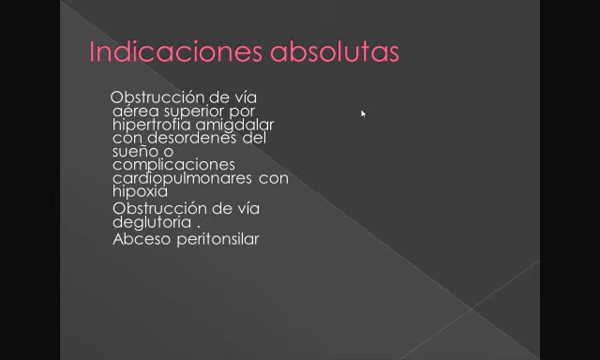 Indicaciones absolutas
Obstrucción de vía
aérea superior por
hipertrofia amigdalar
con desordenes del
sueño o
complicaciones
cardiopulmonares con
hipoxia
Obstrucción de vía
deglutoria .
Abceso peritonsilar